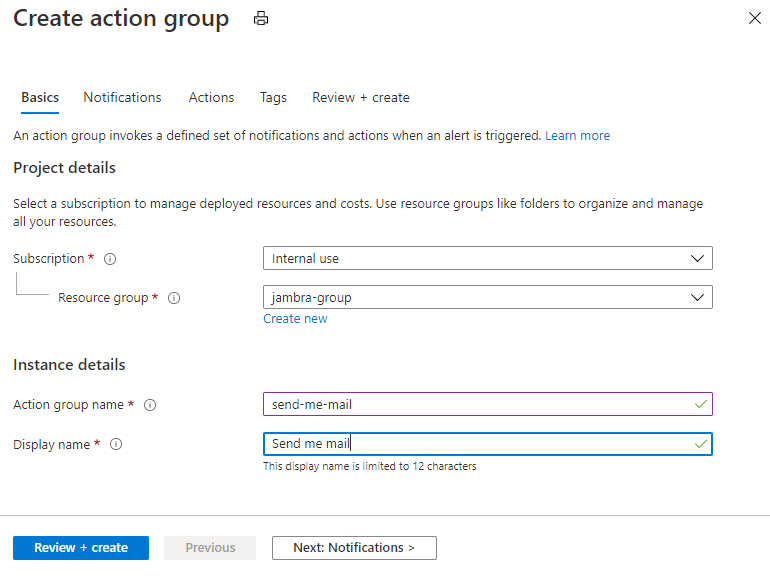 Create action group
Basics Notifications Actions Tags Review + create
An action group invokes a defined set of notifications and actions when an alert is triggered. Learn more
Project details
Select a subscription to manage deployed resources and costs. Use resource groups like folders to organize and manage
all your resources.
Subscription * Internal use
Resource group * jambra-group
Create new
Instance details
Action group name * send-me-mail
Display name * Send me mail
This display name is limited to 12 characters
Review + create Previous Next: Notifications >